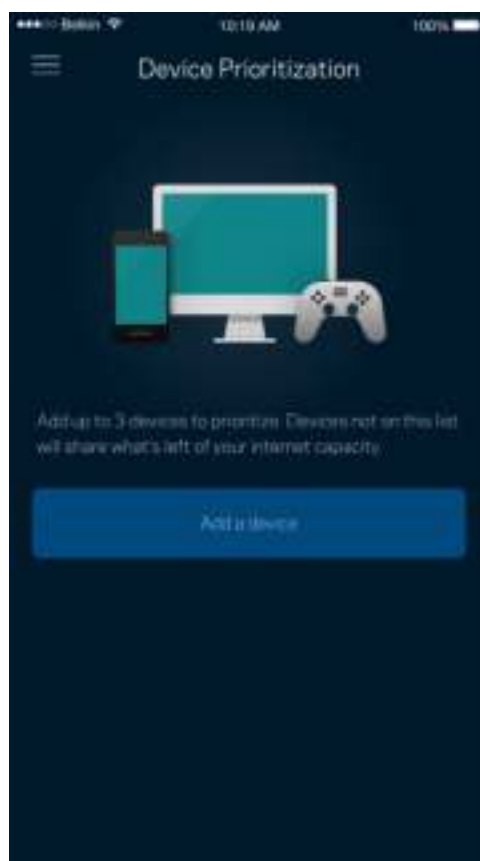 Belkin 10:19 AM 100%
Device Prioritization
Add up to 3 devices to prioritize. Devices not on this list
will share what's left of your internet capacity.
Add a device